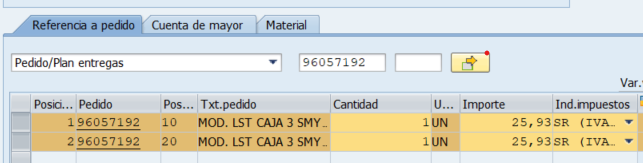 Referencia a pedido Cuenta de mayor Material
Pedido/Plan entregas 96057192
Var.
Posici... Pedido Pos... Txt.pedido Cantidad U... Importe Ind.impuestos
1 96057192 10 MOD. LST CAJA 3 SMY... 1 UN 25,93 SR (IVA...
2 96057192 20 MOD. LST CAJA 3 SMY... 1 UN 25,93 SR (IVA...